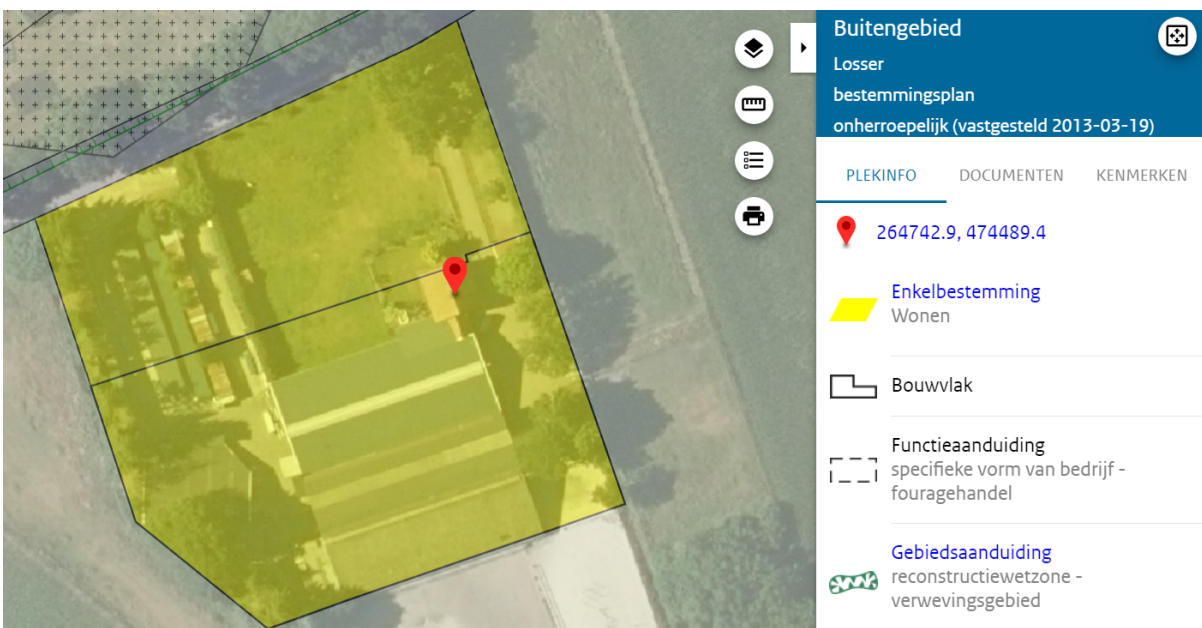 Buitengebied
Losser
bestemmingsplan
onherroepelijk (vastgesteld 2013-03-19)
PLEKINFO DOCUMENTEN KENMERKEN
264742.9, 474489.4
Enkelbestemming
Wonen
Bouwvlak
Functieaanduiding
specifieke vorm van bedrijf -
fouragehandel
Gebiedsaanduiding
reconstructiewetzone -
verwevingsgebied